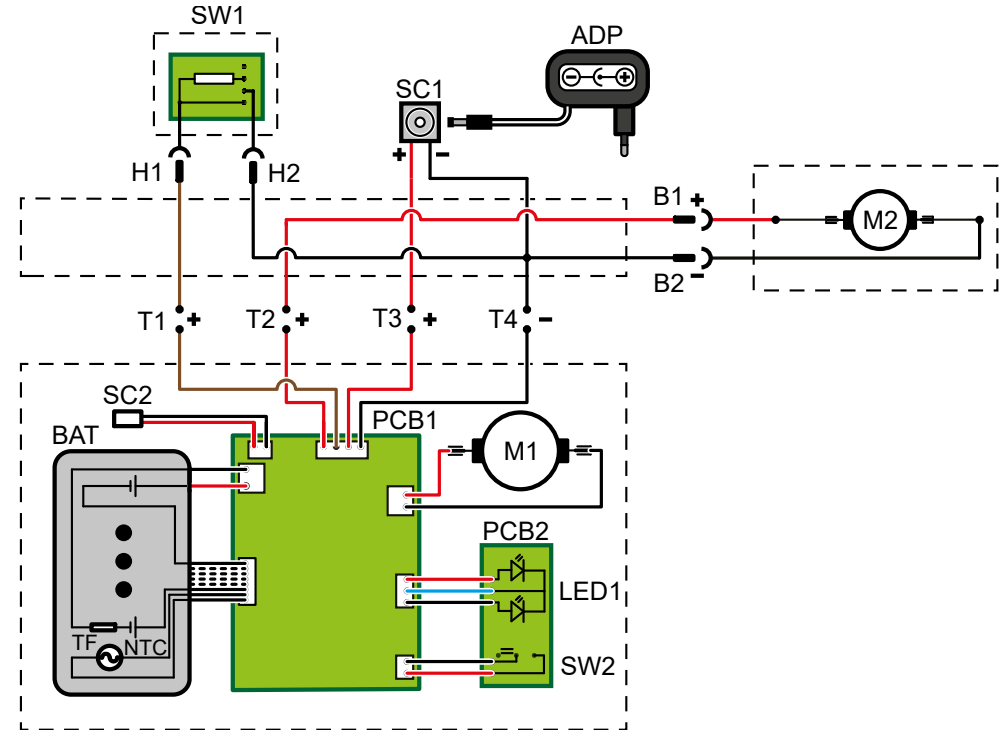 SW1
ADP
SC1
+ −
H1 H2
B1 +
M2
B2 −
T1 + T2 + T3 + T4 −
SC2
PCB1
BAT
M1
PCB2
LED1
TF NTC
SW2